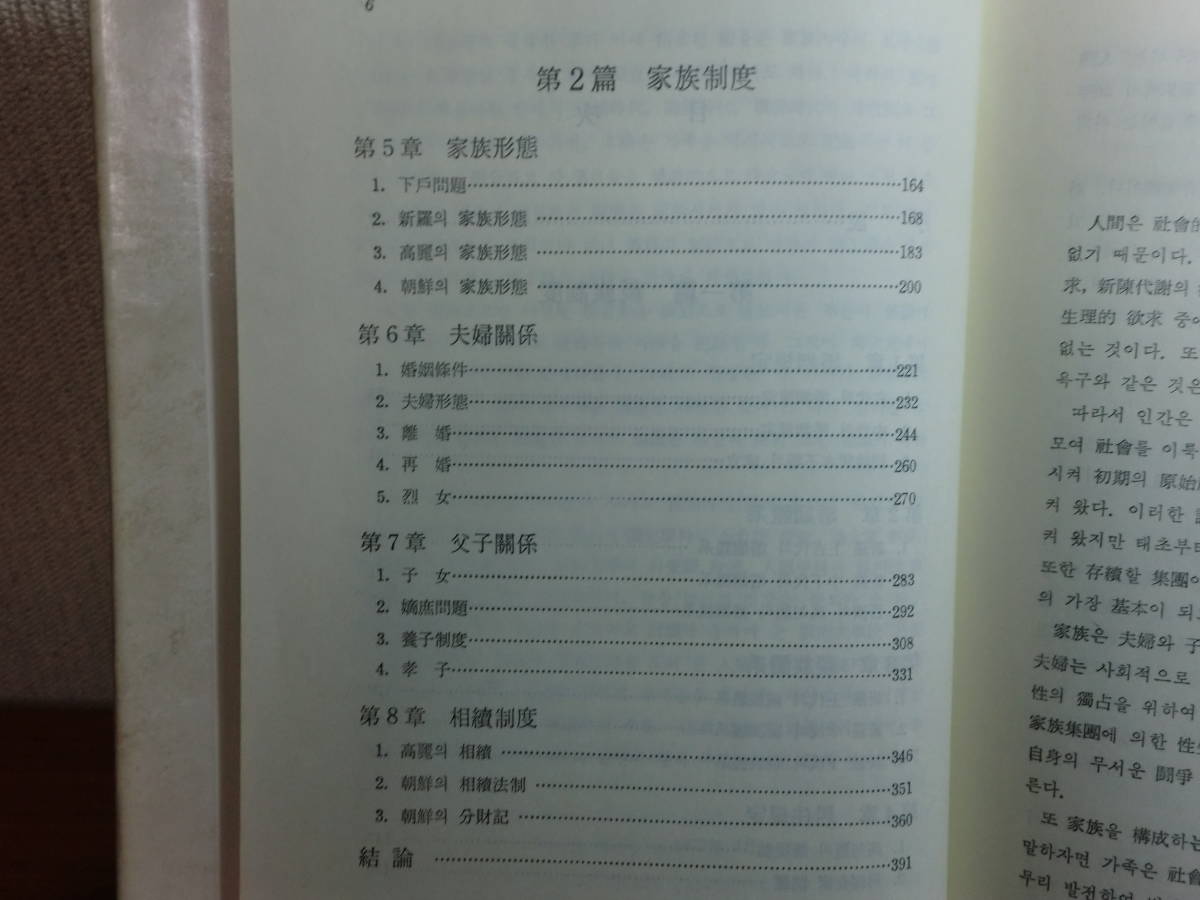 6
第2篇 家族制度
第5章 家族形態
1. 下戶問題 164
2. 新羅의 家族形態 168
3. 高麗의 家族形態 183
4. 朝鮮의 家族形態 200
第6章 夫婦關係
1. 婚姻條件 221
2. 夫婦形態 232
3. 離 婚 244
4. 再 婚 260
5. 烈 女 270
第7章 父子關係
1. 子 女 283
2. 嫡庶問題 292
3. 養子制度 308
4. 孝 子 331
第8章 相續制度
1. 高麗의 相續 346
2. 朝鮮의 相續法制 351
3. 朝鮮의 分財記 360
結 論 391
人間은 社會的
없기 때문이다.
求, 新陳代謝의
生理的 欲求 중에
없는 것이다. 또
욕구와 같은 것은
따라서 인간은
모여 社會를 이룩
시켜 初期의 原始
켜 왔다. 이러한
켜 왔지만 태초부터
또한 存續할 集團이
의 가장 基本이 되
家族은 夫婦와 子
夫婦는 사회적으로
性의 獨占을 위하여
家族集團에 의한 性
自身의 무서운 鬪爭
른다.
또 家族을 構成하는
말하자면 가족은 社會
무리 발전하여